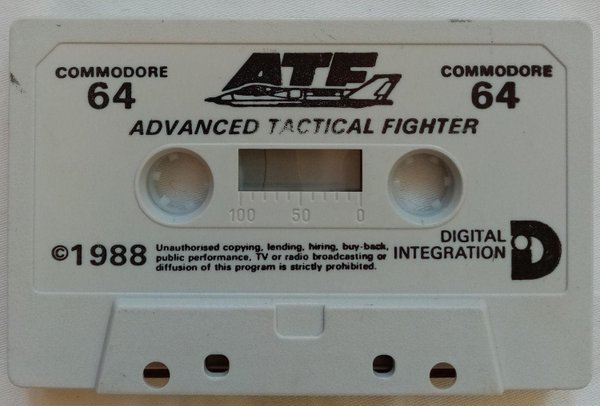 COMMODORE
64
ATF
COMMODORE
64
ADVANCED TACTICAL FIGHTER
100 50 0
©1988
Unauthorised copying, lending, hiring, buy-back,
public performance, TV or radio broadcasting or
diffusion of this program is strictly prohibited.
DIGITAL
INTEGRATION